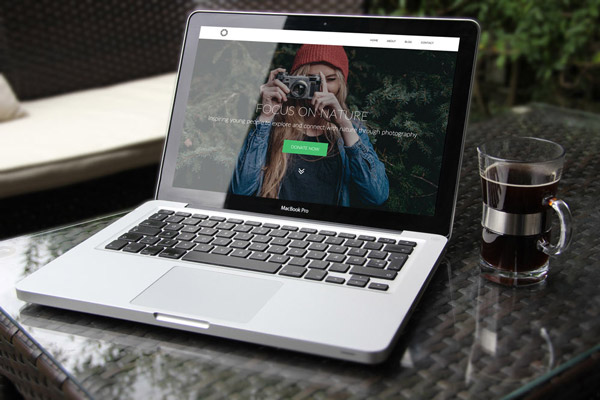 HOME ABOUT BLOG CONTACT
FOCUS ON NATURE
Inspiring young people to explore and connect with nature through photography
DONATE NOW!
MacBook Pro